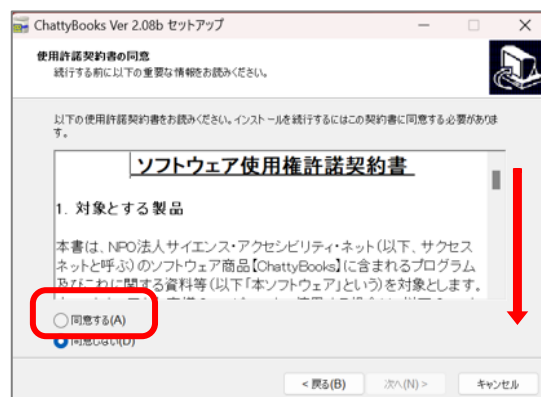 ChattyBooks Ver 2.08b セットアップ
使用許諾契約書の同意
続行する前に以下の重要な情報をお読みください。
以下の使用許諾契約書をお読みください。インストールを続行するにはこの契約書に同意する必要がありま
す。
ソフトウェア使用権許諾契約書
1. 対象とする製品
本書は、NPO法人サイエンス・アクセシビリティ・ネット(以下、サクセス
ネットと呼ぶ)のソフトウェア商品【ChattyBooks】に含まれるプログラム
及びこれに関する資料等(以下「本ソフトウェア」という)を対象とします。
同意する(A)
同意しない(D)
< 戻る(B)
次へ(N) >
キャンセル